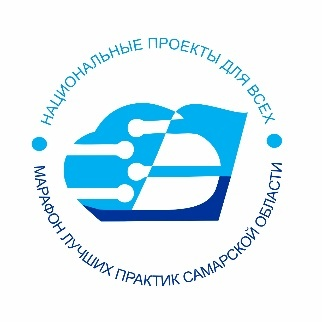 НАЦИОНАЛЬНЫЕ ПРОЕКТЫ ДЛЯ ВСЕХ
МАРАФОН ЛУЧШИХ ПРАКТИК САМАРСКОЙ ОБЛАСТИ